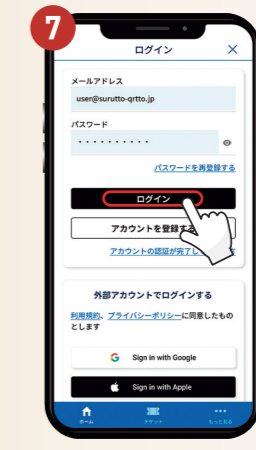 7
ログイン
メールアドレス
user@surutto-qrtto.jp
パスワード
パスワードを再登録する
ログイン
アカウントを登録する
アカウントの認証が完了し
外部アカウントでログインする
利用規約、プライバシーポリシーに同意したもの
とします
Sign in with Google
Sign in with Apple
ホーム
チケット
もっと見る